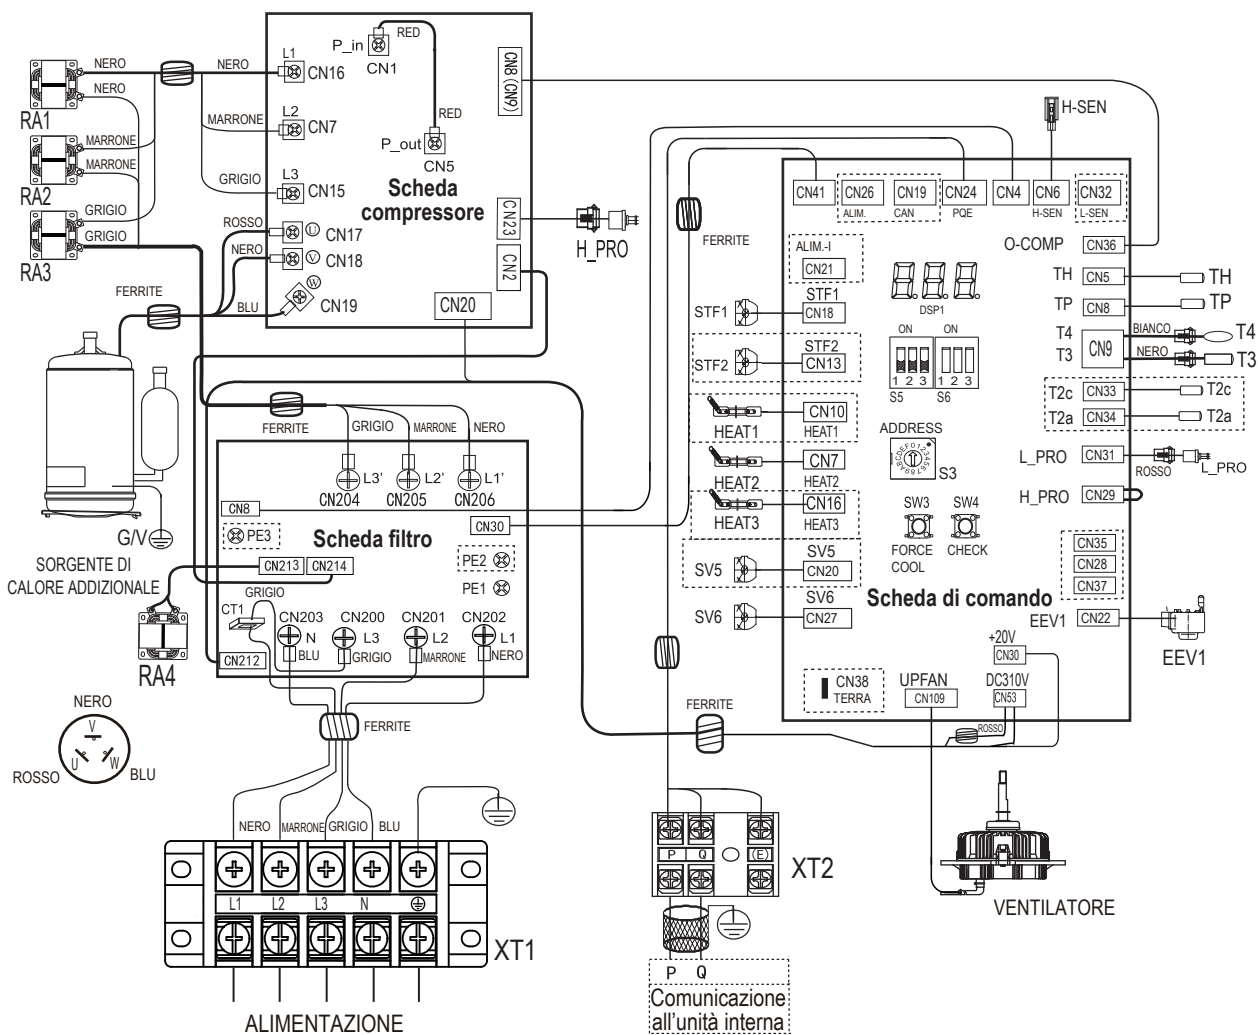 RED
P_in
CN1
L1
CN16
NERO
NERO
NERO
RA1
L2
CN7
MARRONE
RED
P_out
CN5
CN8 (CN9)
MARRONE
MARRONE
RA2
L3
CN15
GRIGIO
Scheda
compressore
GRIGIO
GRIGIO
RA3
ROSSO
U
CN17
NERO
V
CN18
W
CN19
BLU
FERRITE
CN23
CN2
CN20
H_PRO
FERRITE
H-SEN
CN41
CN26
CN19
CN24
CN4
CN6
CN32
ALIM.
CAN
PQE
H-SEN
L-SEN
O-COMP
CN36
ALIM.-I
CN21
TH
CN5
TH
TP
CN8
TP
DSP1
STF1
STF1
CN18
T4
T3
CN9
BIANCO
T4
NERO
T3
STF2
STF2
CN13
ON
ON
1 2 3
1 2 3
S5
S6
T2c
CN33
T2c
T2a
CN34
T2a
CN10
HEAT1
HEAT1
ADDRESS
0123456789ABCDEF
S3
CN7
HEAT2
HEAT2
L_PRO
CN31
ROSSO
L_PRO
CN16
HEAT3
HEAT3
H_PRO
CN29
SW3
SW4
FORCE
COOL
CHECK
CN35
CN28
CN37
SV5
SV5
CN20
Scheda di comando
SV6
SV6
CN27
EEV1
CN22
EEV1
+20V
CN30
CN38
TERRA
UPFAN
CN109
DC310V
CN53
ROSSO
VENTILATORE
FERRITE
GRIGIO
MARRONE
NERO
L3'
L2'
L1'
CN204
CN205
CN206
CN8
CN30
PE3
Scheda filtro
PE2
PE1
CN213
CN214
G/V
SORGENTE DI
CALORE ADDIZIONALE
GRIGIO
CT1
CN203
CN200
CN201
CN202
N
L3
L2
L1
BLU
GRIGIO
MARRONE
NERO
CN212
RA4
NERO
V
U
W
ROSSO
BLU
FERRITE
FERRITE
NERO
MARRONE
GRIGIO
BLU
L1
L2
L3
N
XT1
ALIMENTAZIONE
P
Q
(E)
XT2
P
Q
Comunicazione
all'unità interna